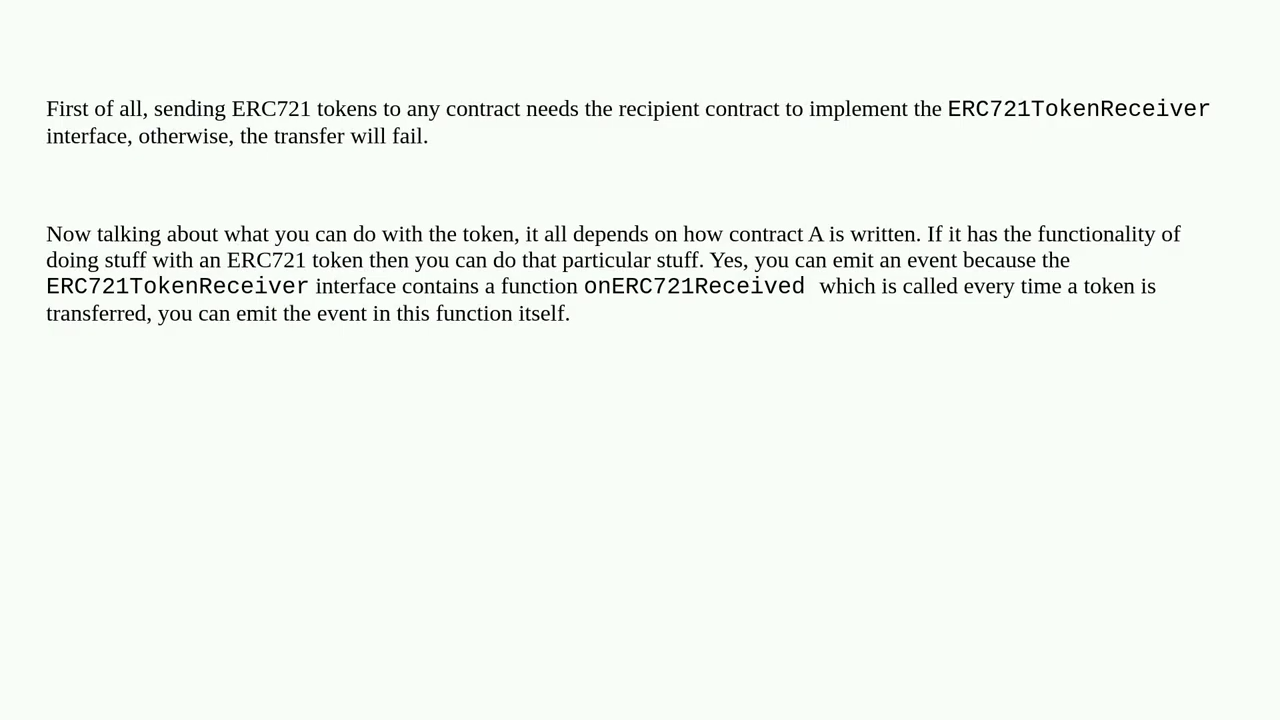 First of all, sending ERC721 tokens to any contract needs the recipient contract to implement the ERC721TokenReceiver
interface, otherwise, the transfer will fail.
Now talking about what you can do with the token, it all depends on how contract A is written. If it has the functionality of
doing stuff with an ERC721 token then you can do that particular stuff. Yes, you can emit an event because the
ERC721TokenReceiver interface contains a function onERC721Received which is called every time a token is
transferred, you can emit the event in this function itself.